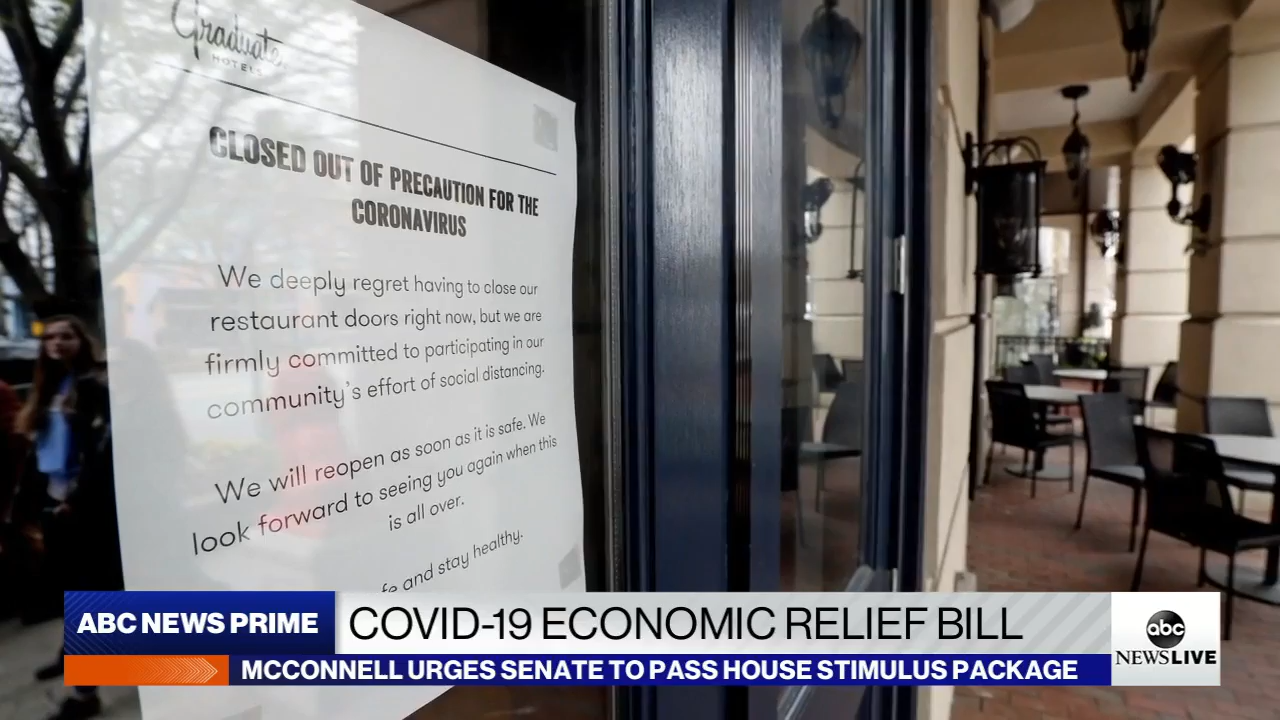 Graduate
HOTELS
CLOSED OUT OF PRECAUTION FOR THE
CORONAVIRUS
We deeply regret having to close our
restaurant doors right now, but we are
firmly committed to participating in our
community's effort of social distancing.
We will reopen as soon as it is safe. We
look forward to seeing you again when this
is all over.
fe and stay healthy.
ABC NEWS PRIME
COVID-19 ECONOMIC RELIEF BILL
MCCONNELL URGES SENATE TO PASS HOUSE STIMULUS PACKAGE
abc
NEWS LIVE